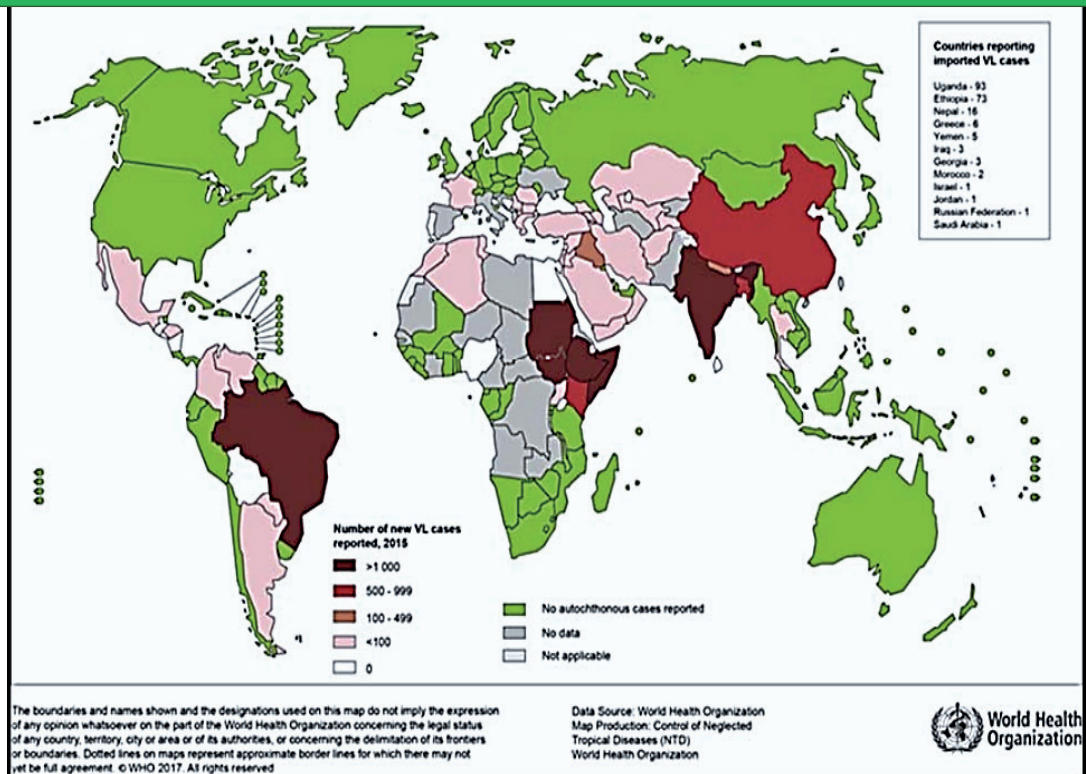 Countries reporting
imported VL cases
Uganda - 93
Ethiopia - 73
Nepal - 16
Greece - 6
Yemen - 5
Iraq - 3
Georgia - 3
Morocco - 2
Israel - 1
Jordan - 1
Russian Federation - 1
Saudi Arabia - 1
Number of new VL cases
reported, 2015
>1 000
500 - 999
100 - 499
<100
0
No autochthonous cases reported
No data
Not applicable
The boundaries and names shown and the designations used on this map do not imply the expression
of any opinion whatsoever on the part of the World Health Organization concerning the legal status
of any country, territory, city or area or of its authorities, or concerning the delimitation of its frontiers
or boundaries. Dotted lines on maps represent approximate border lines for which there may not
yet be full agreement. © WHO 2017. All rights reserved
Data Source: World Health Organization
Map Production: Control of Neglected
Tropical Diseases (NTD)
World Health Organization
World Health
Organization